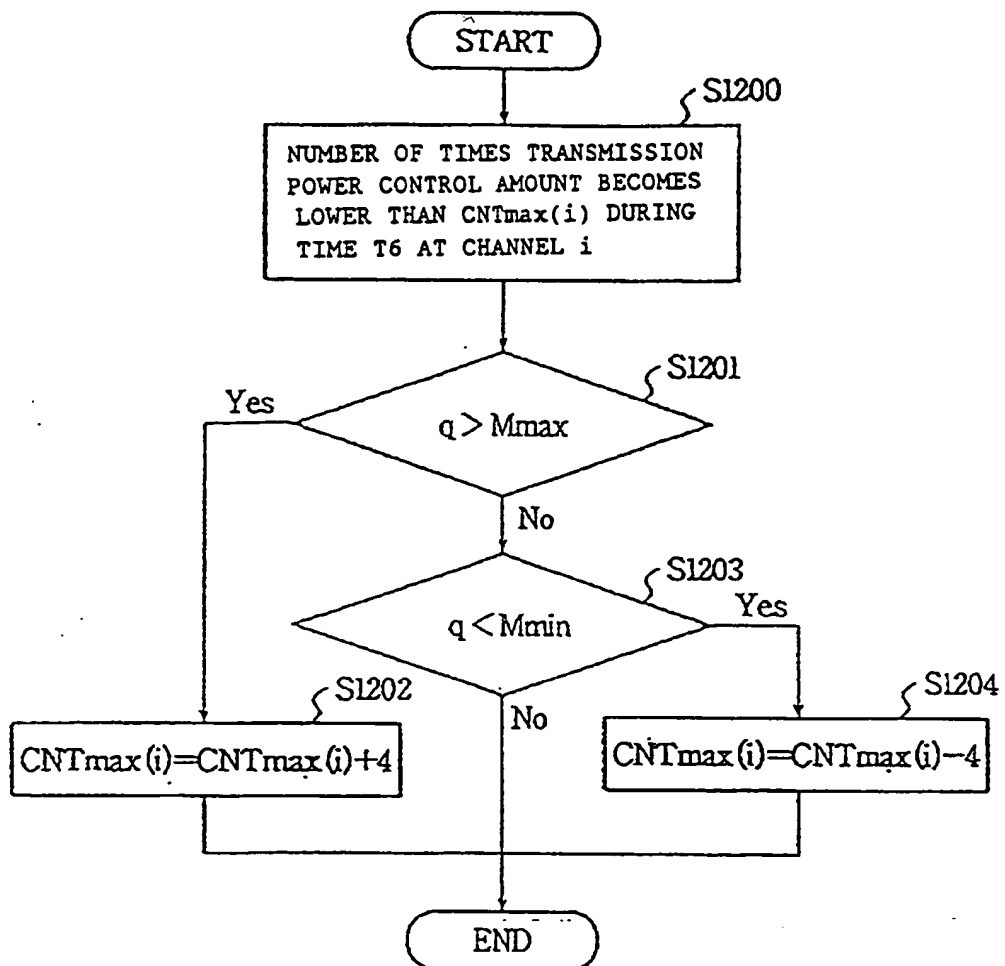 START
S1200
NUMBER OF TIMES TRANSMISSION
POWER CONTROL AMOUNT BECOMES
LOWER THAN CNTmax(i) DURING
TIME T6 AT CHANNEL i
S1201
Yes
q > Mmax
No
S1203
Yes
q < Mmin
S1202
No
S1204
CNTmax(i)=CNTmax(i)+4
CNTmax(i)=CNTmax(i)-4
END